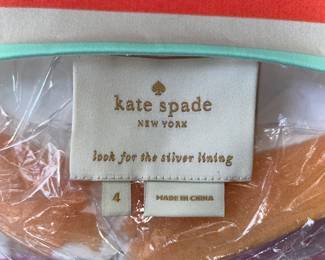 kate spade
NEW YORK
look for the silver lining
4
MADE IN CHINA